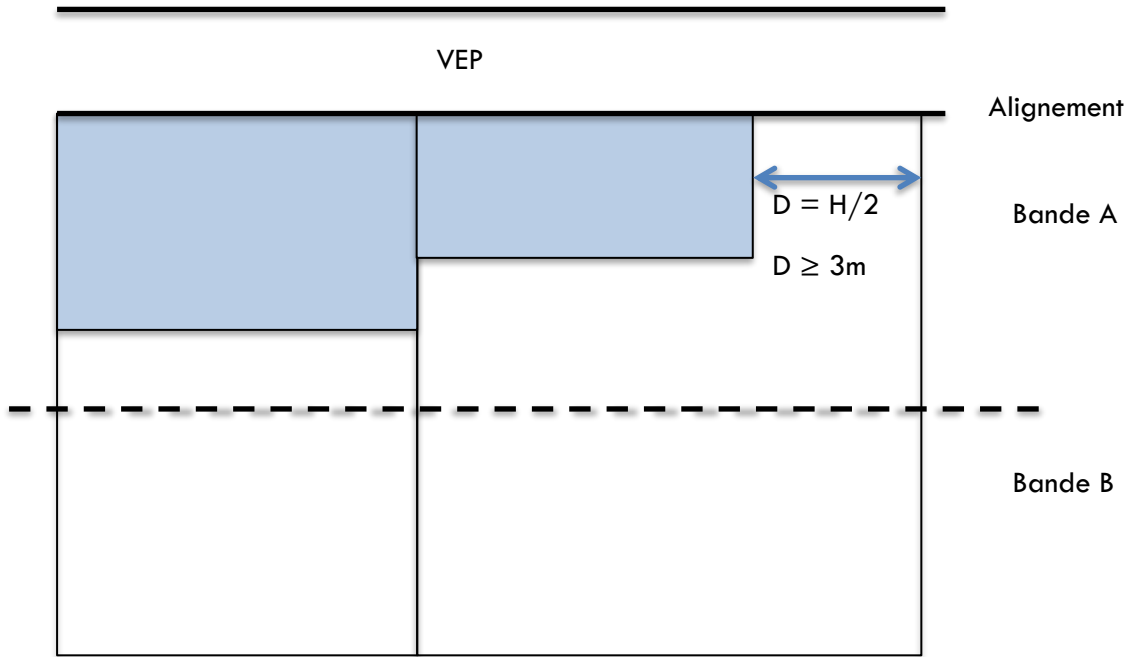 VEP
Alignement
D = H/2
Bande A
D ≥ 3m
Bande B